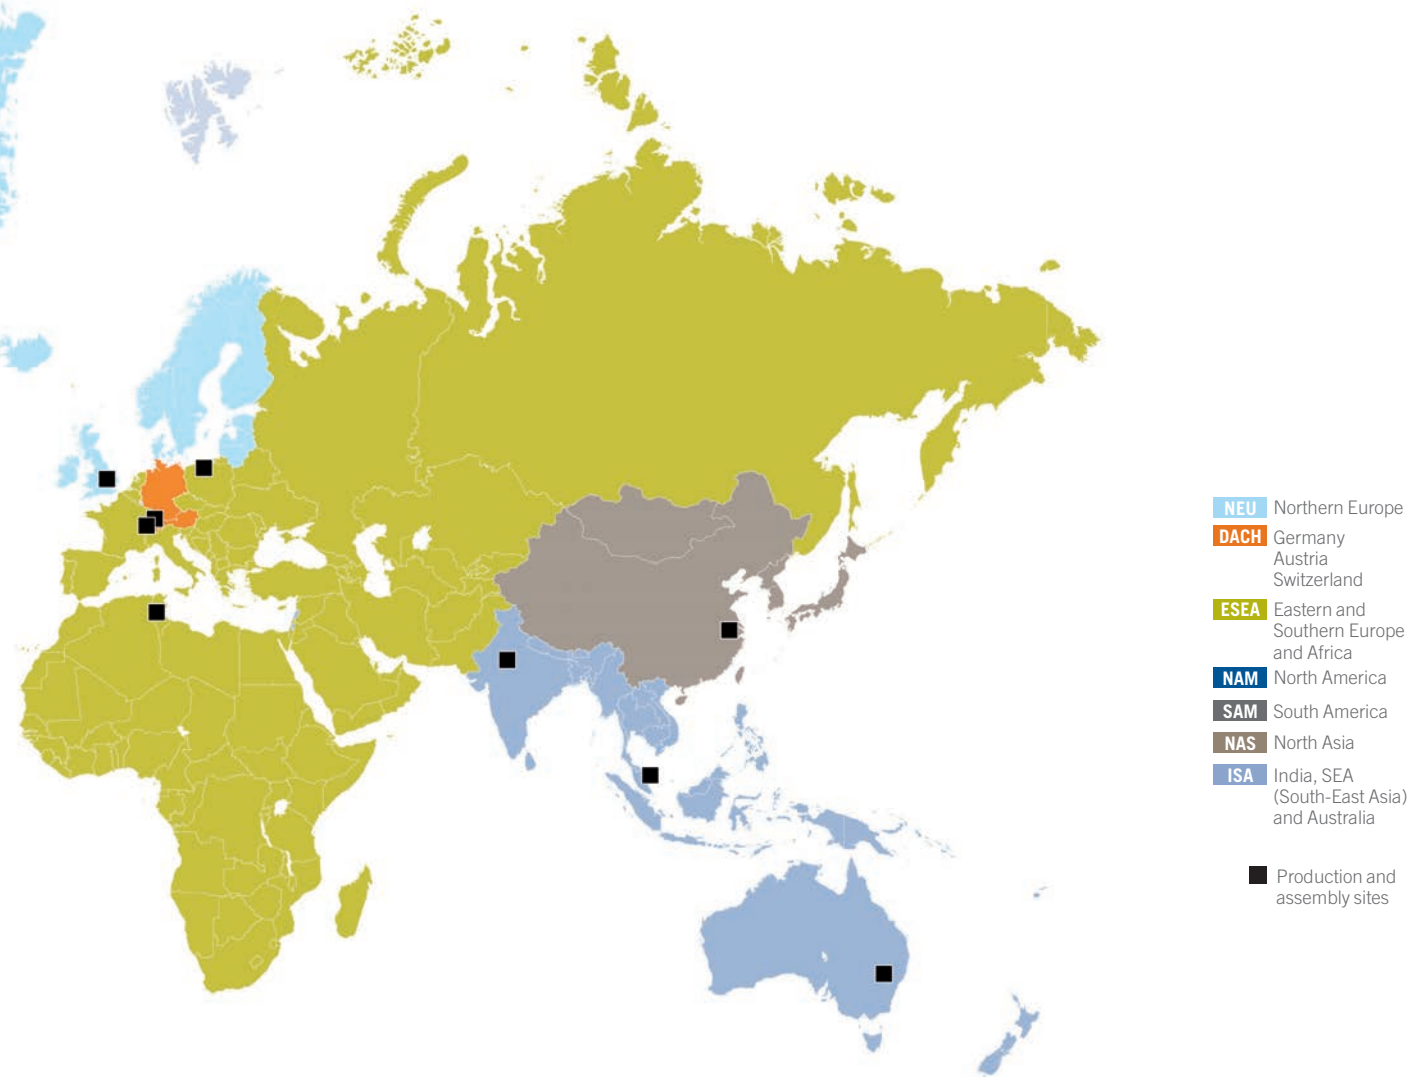 NEU Northern Europe
DACH Germany
Austria
Switzerland
ESEA Eastern and
Southern Europe
and Africa
NAM North America
SAM South America
NAS North Asia
ISA India, SEA
(South-East Asia)
and Australia
Production and
assembly sites